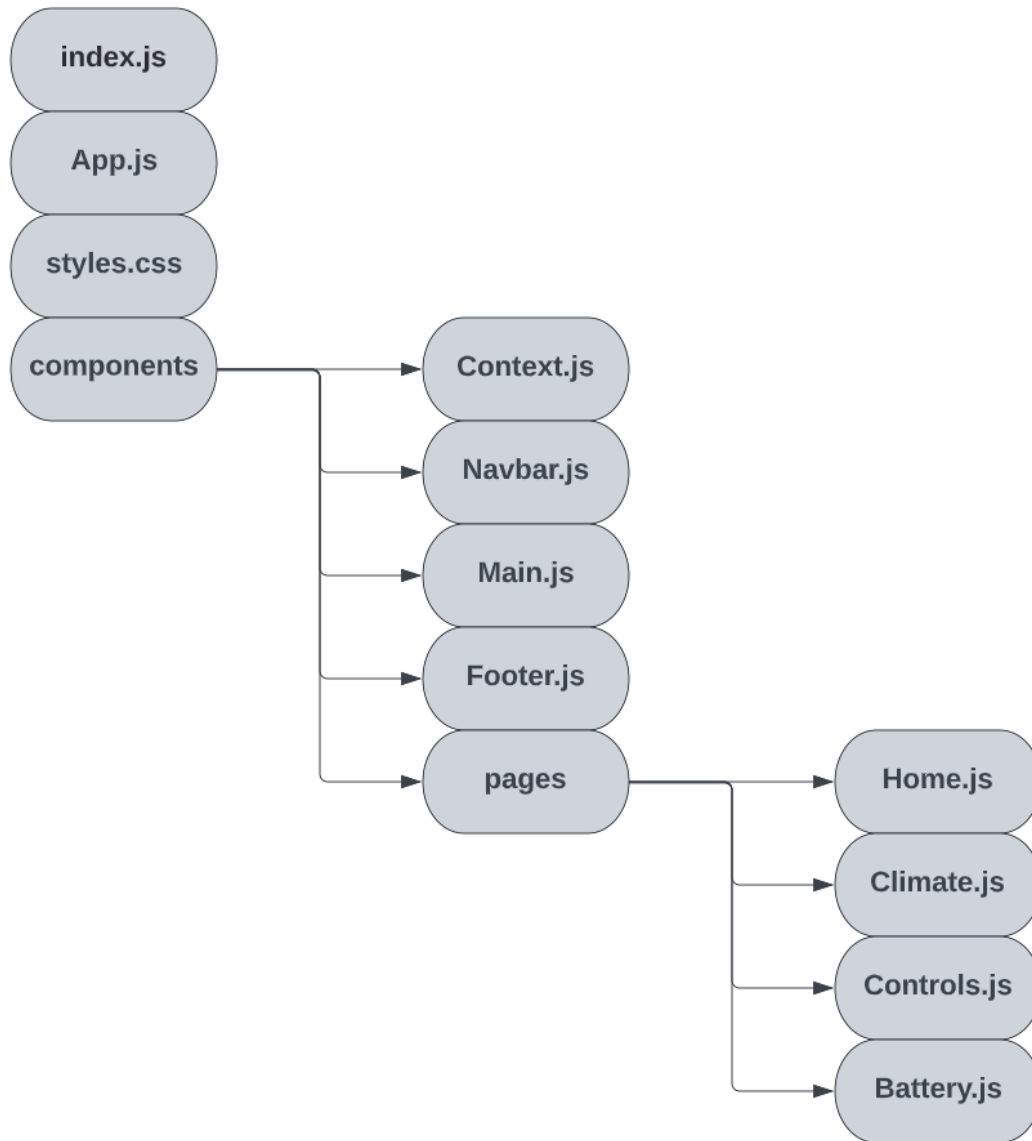 index.js
App.js
styles.css
components
Context.js
Navbar.js
Main.js
Footer.js
pages
Home.js
Climate.js
Controls.js
Battery.js